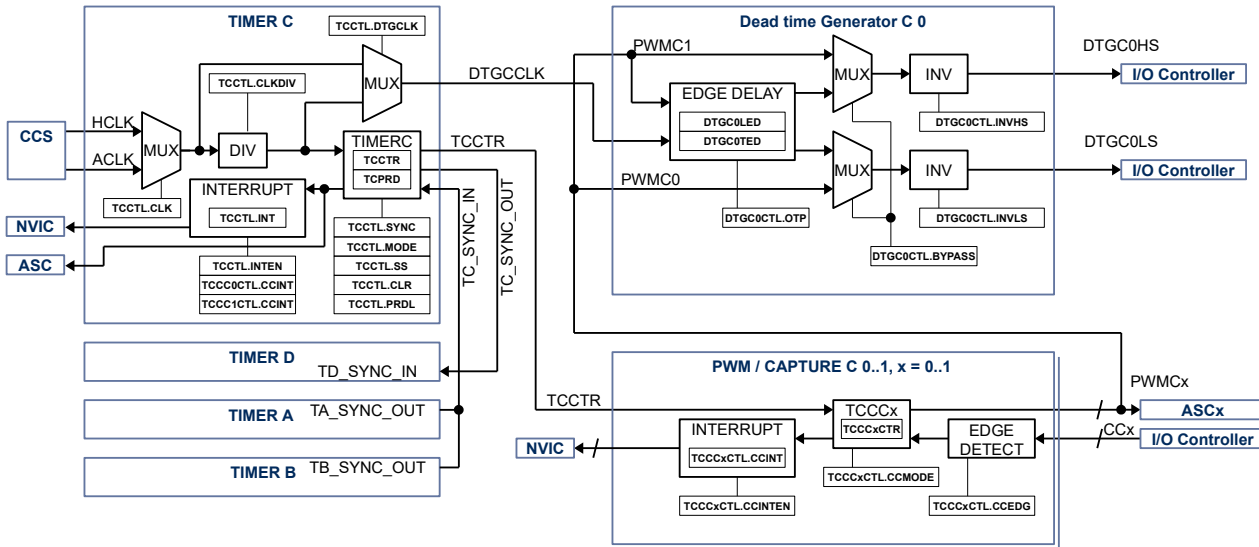 TIMER C
TCCTL.DTGCLK
MUX
DTGCCLK
TCCTL.CLKDIV
CCS
HCLK
ACLK
MUX
DIV
TIMERC
TCCTR
TCPRD
TCCTR
TCCTL.CLK
INTERRUPT
TCCTL.INT
NVIC
ASC
TCCTL.INTEN
TCCC0CTL.CCINT
TCCC1CTL.CCINT
TCCTL.SYNC
TCCTL.MODE
TCCTL.SS
TCCTL.CLR
TCCTL.PRDL
TC_SYNC_IN
TC_SYNC_OUT
TIMER D
TD_SYNC_IN
TIMER A
TA_SYNC_OUT
TIMER B
TB_SYNC_OUT
Dead time Generator C 0
PWMC1
EDGE DELAY
DTGC0LED
DTGC0TED
PWMC0
DTGC0CTL.OTP
MUX
INV
DTGC0CTL.INVHS
DTGC0HS
I/O Controller
MUX
INV
DTGC0CTL.INVLS
DTGC0LS
I/O Controller
DTGC0CTL.BYPASS
PWM / CAPTURE C 0..1, x = 0..1
TCCTR
TCCCx
TCCCxCTR
INTERRUPT
TCCCxCTL.CCINT
NVIC
EDGE
DETECT
TCCCxCTL.CCMODE
TCCCxCTL.CCINTEN
TCCCxCTL.CCEDG
PWMCx
ASCx
CCx
I/O Controller